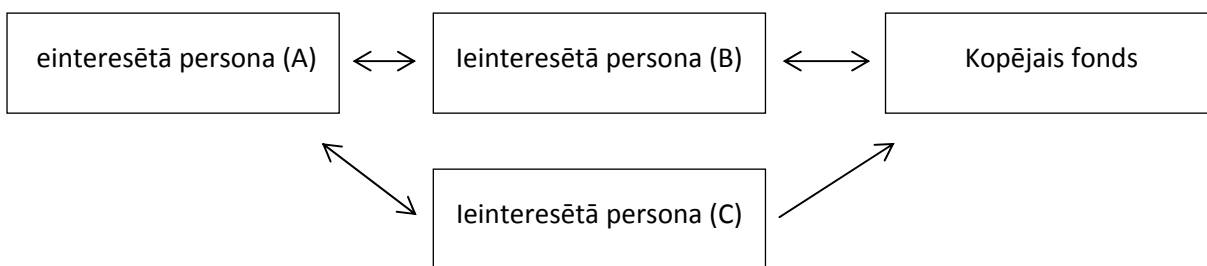 einteresētā persona (A)
Ieinteresētā persona (B)
Kopējais fonds
Ieinteresētā persona (C)